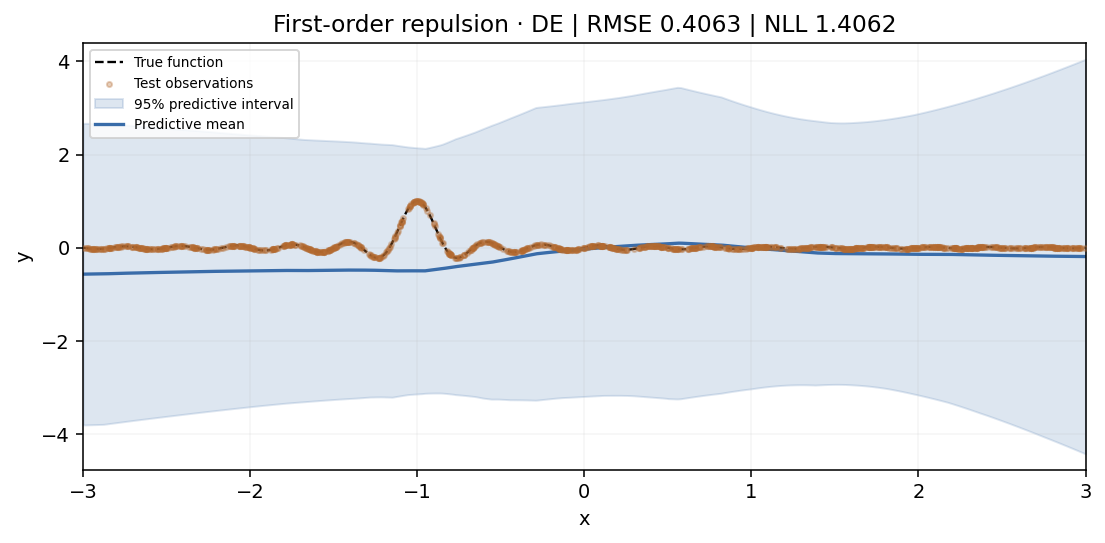 First-order repulsion · DE | RMSE 0.4063 | NLL 1.4062
True function
Test observations
95% predictive interval
Predictive mean
y
4
2
0
−2
−4
−3
−2
−1
0
1
2
3
x